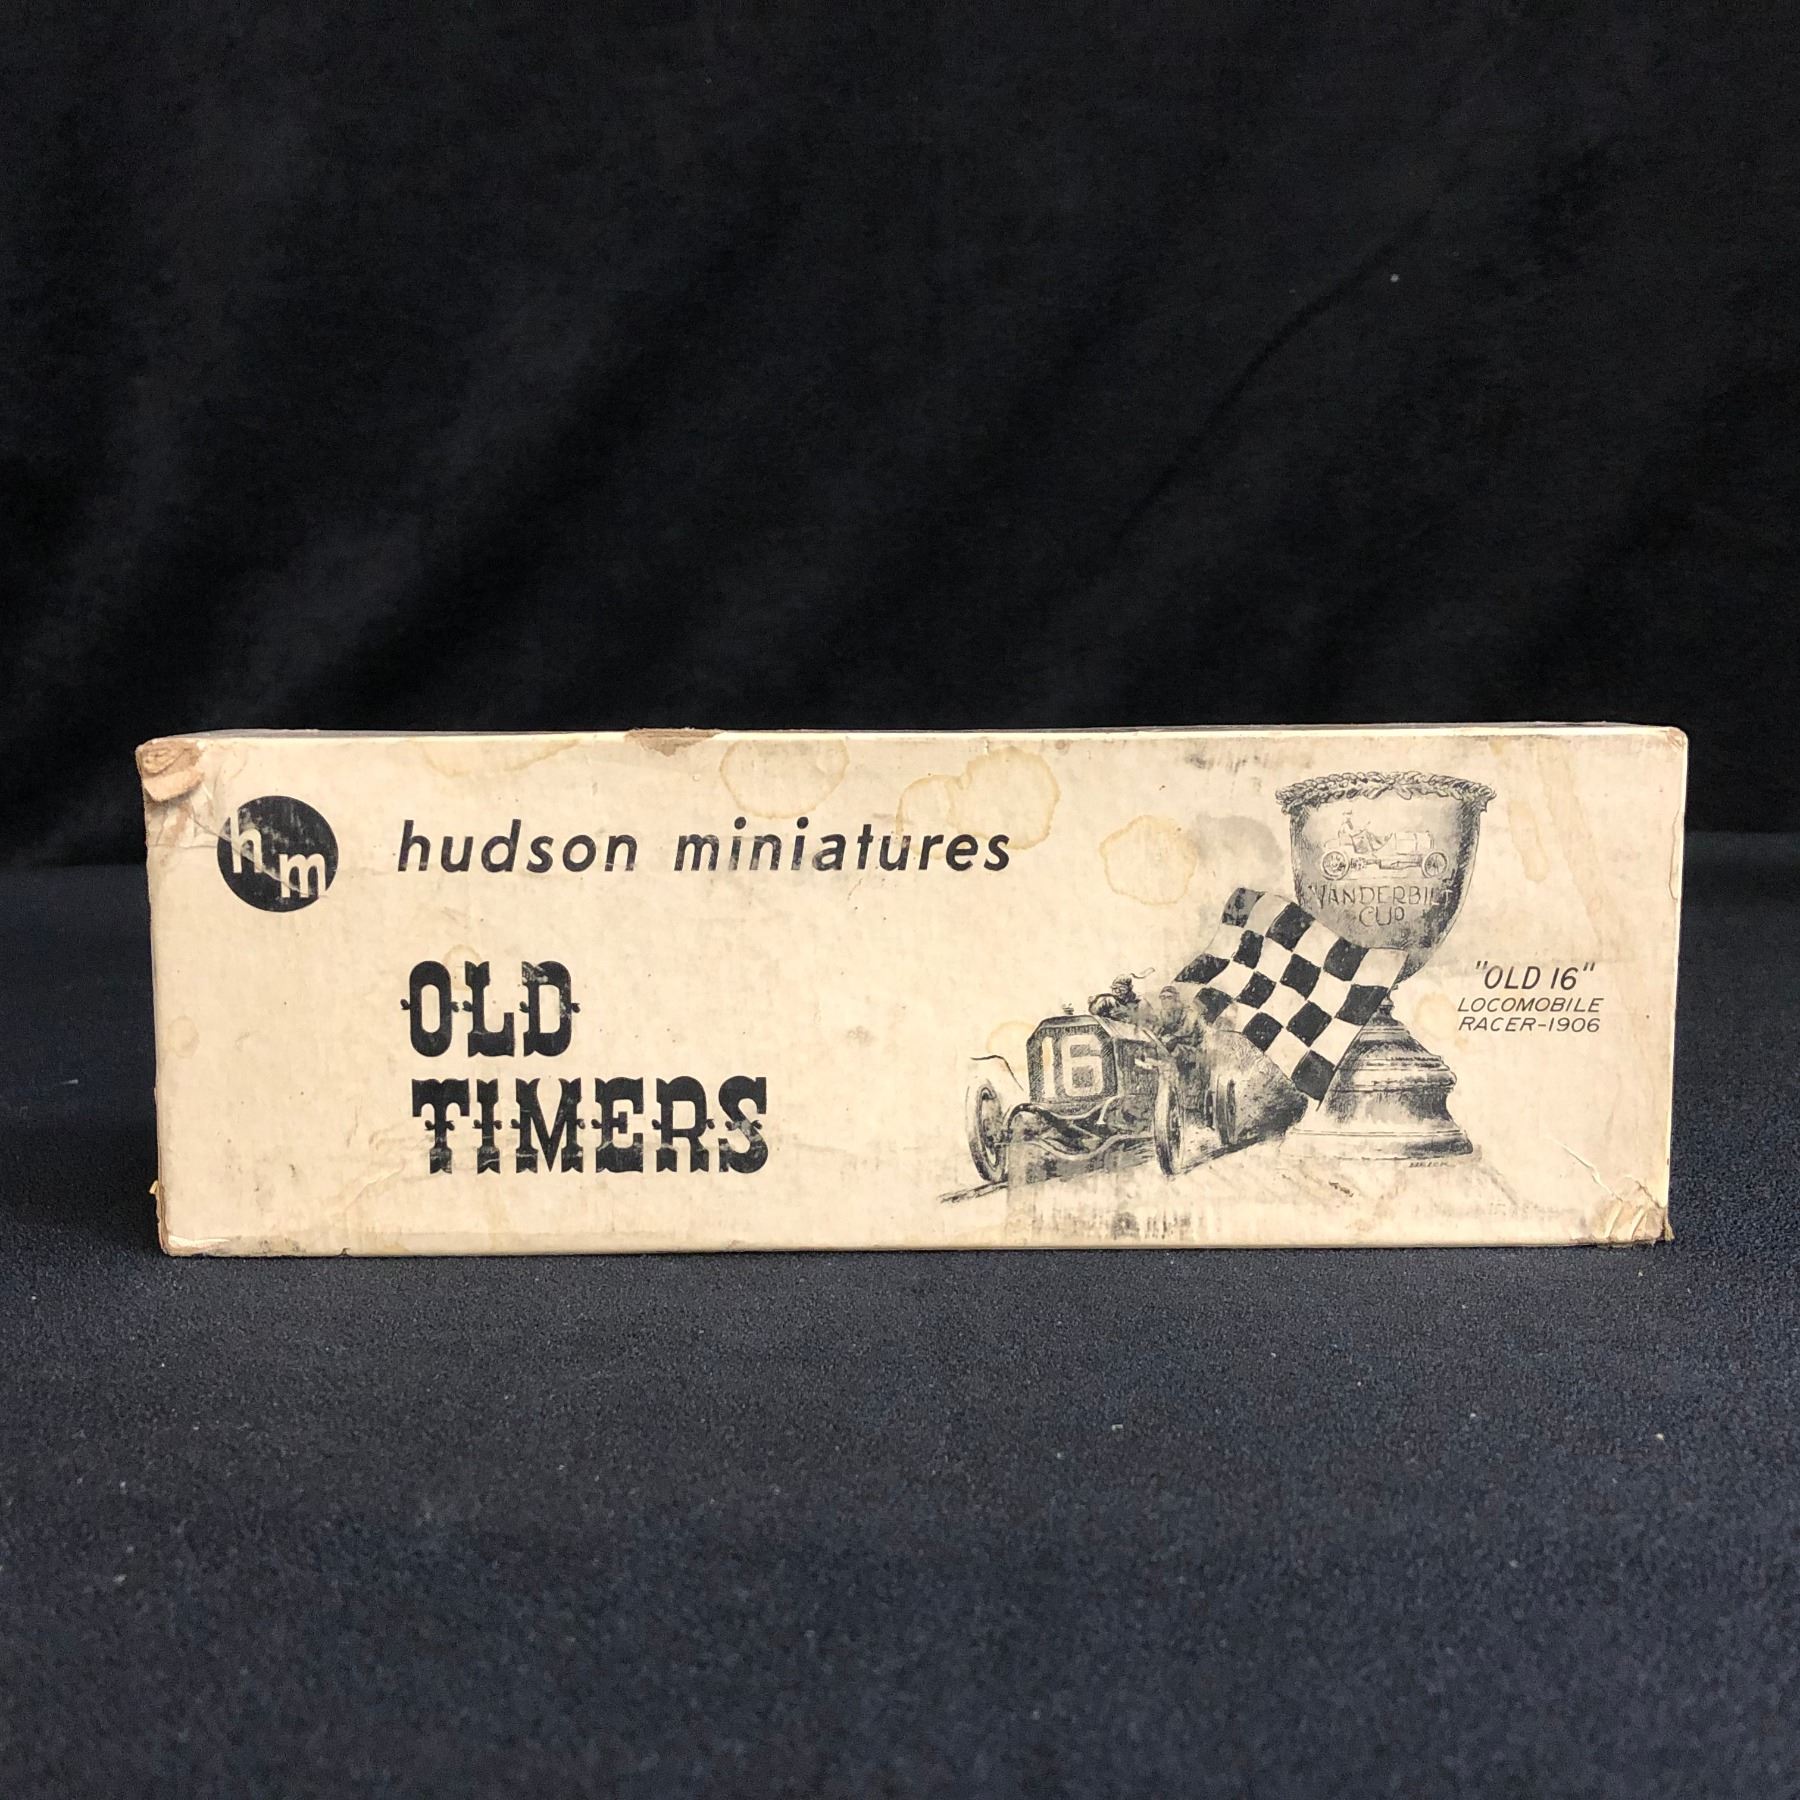 hm
hudson miniatures
OLD
TIMERS
16
VANDERBILT
CUP
"OLD 16"
LOCOMOBILE
RACER-1906